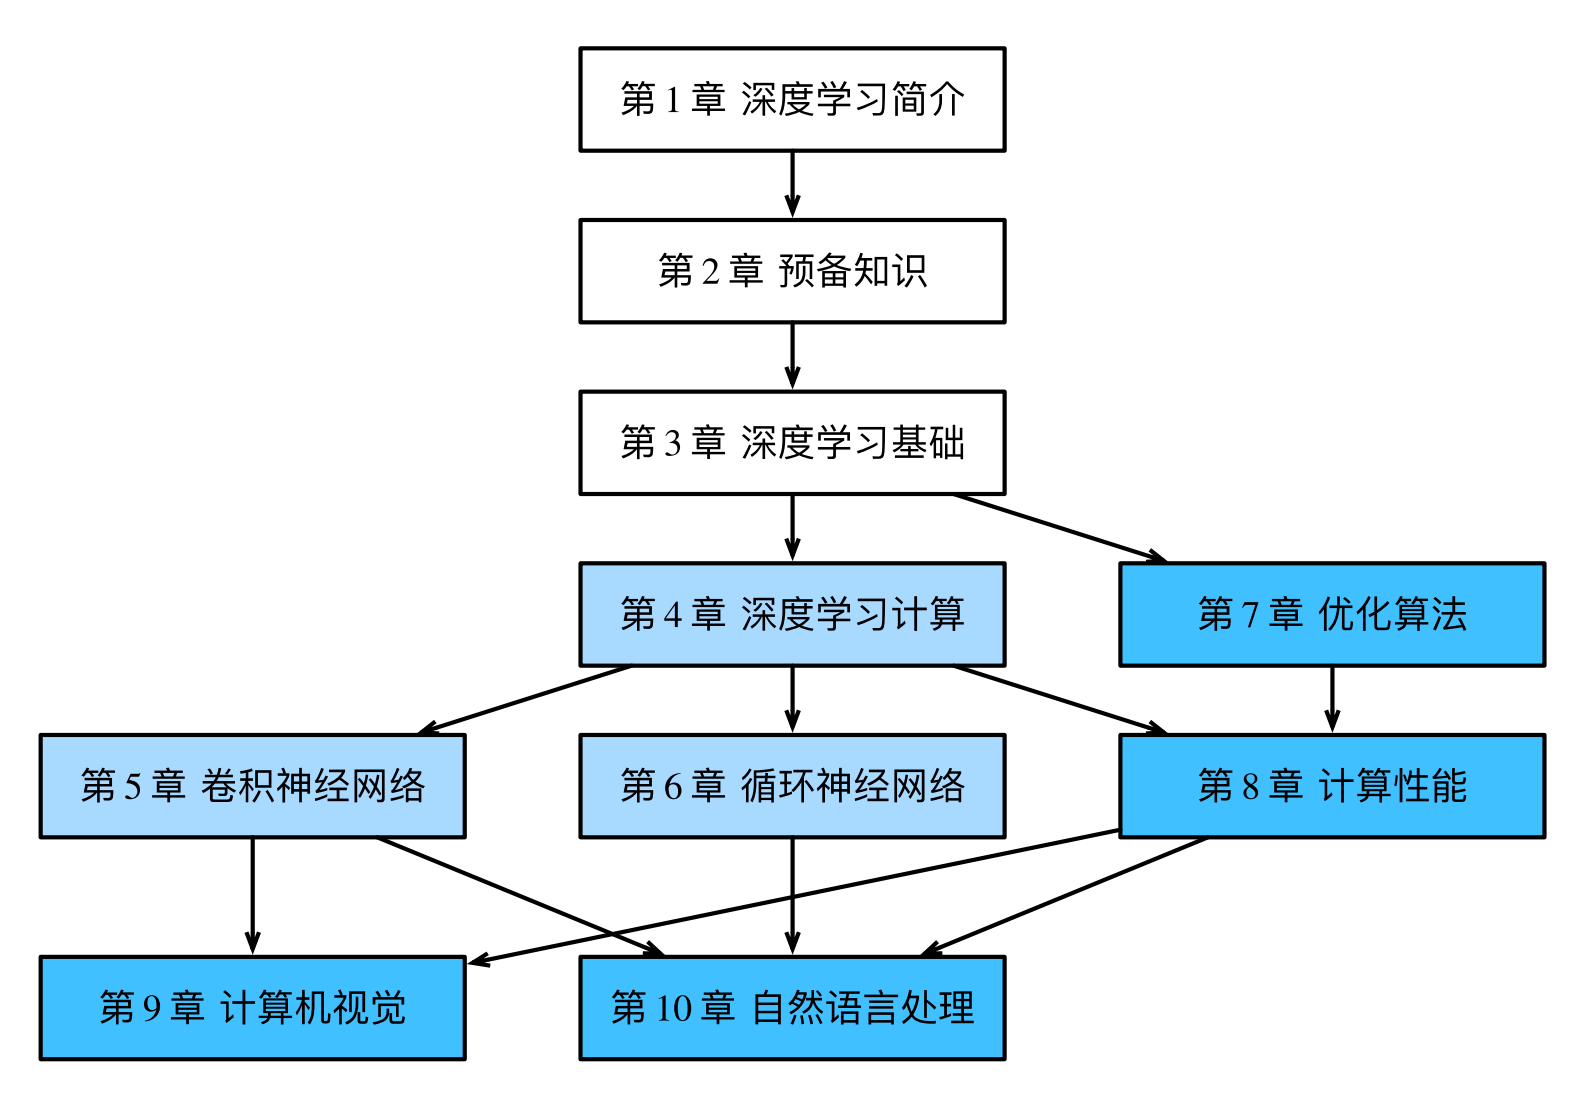 第 1 章 深度学习简介
第 2 章 预备知识
第 3 章 深度学习基础
第 4 章 深度学习计算
第 7 章 优化算法
第 5 章 卷积神经网络
第 6 章 循环神经网络
第 8 章 计算性能
第 9 章 计算机视觉
第 10 章 自然语言处理